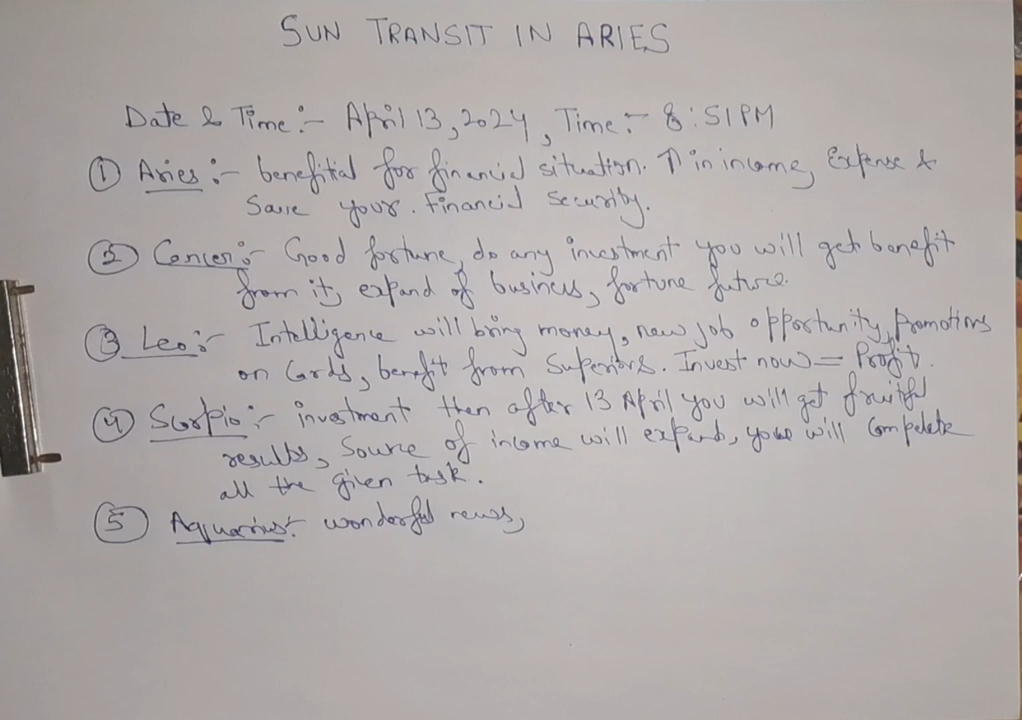 SUN TRANSIT IN ARIES
Date & Time:- April 13, 2024, Time:- 8:51PM
① Aries:- benefitial for financial situation. ↑ in income, Expense &
Save your. Financial Security.
② Cancer:- Good fortune, do any investment you will get benefit
from it, expand of business, fortune future.
③ Leo:- Intelligence will bring money, new job opportunity, promotions
on Cards, benefit from Superiors. Invest now = Profit.
④ Scorpio:- investment then after 13 April you will get fruitful
results, Source of income will expand, you will Compelete
all the given task.
⑤ Aquarius:- wonderful news,